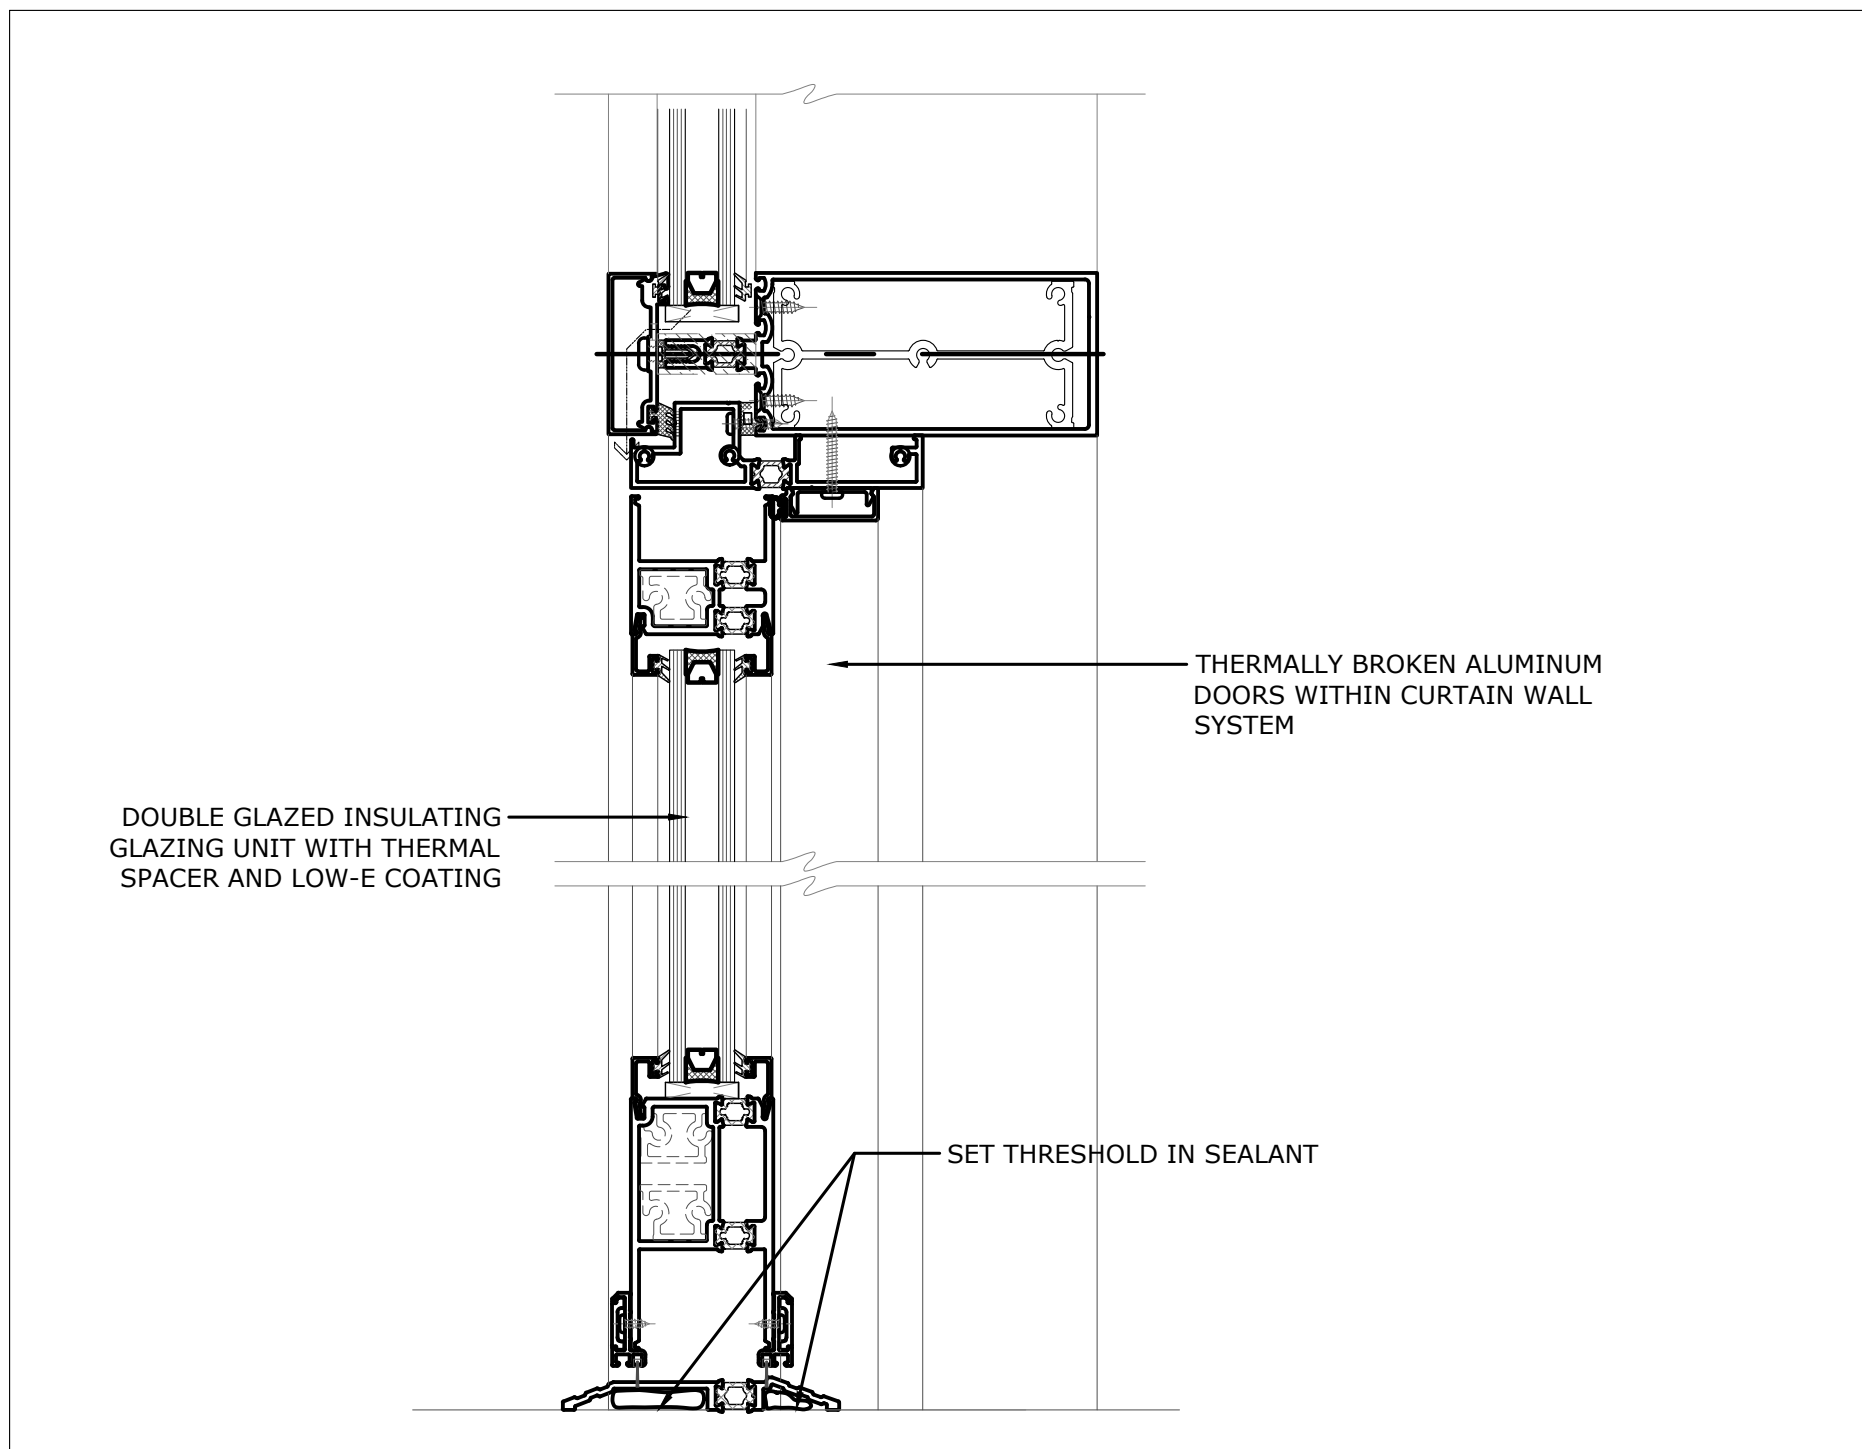 THERMALLY BROKEN ALUMINUM
DOORS WITHIN CURTAIN WALL
SYSTEM
DOUBLE GLAZED INSULATING
GLAZING UNIT WITH THERMAL
SPACER AND LOW-E COATING
SET THRESHOLD IN SEALANT